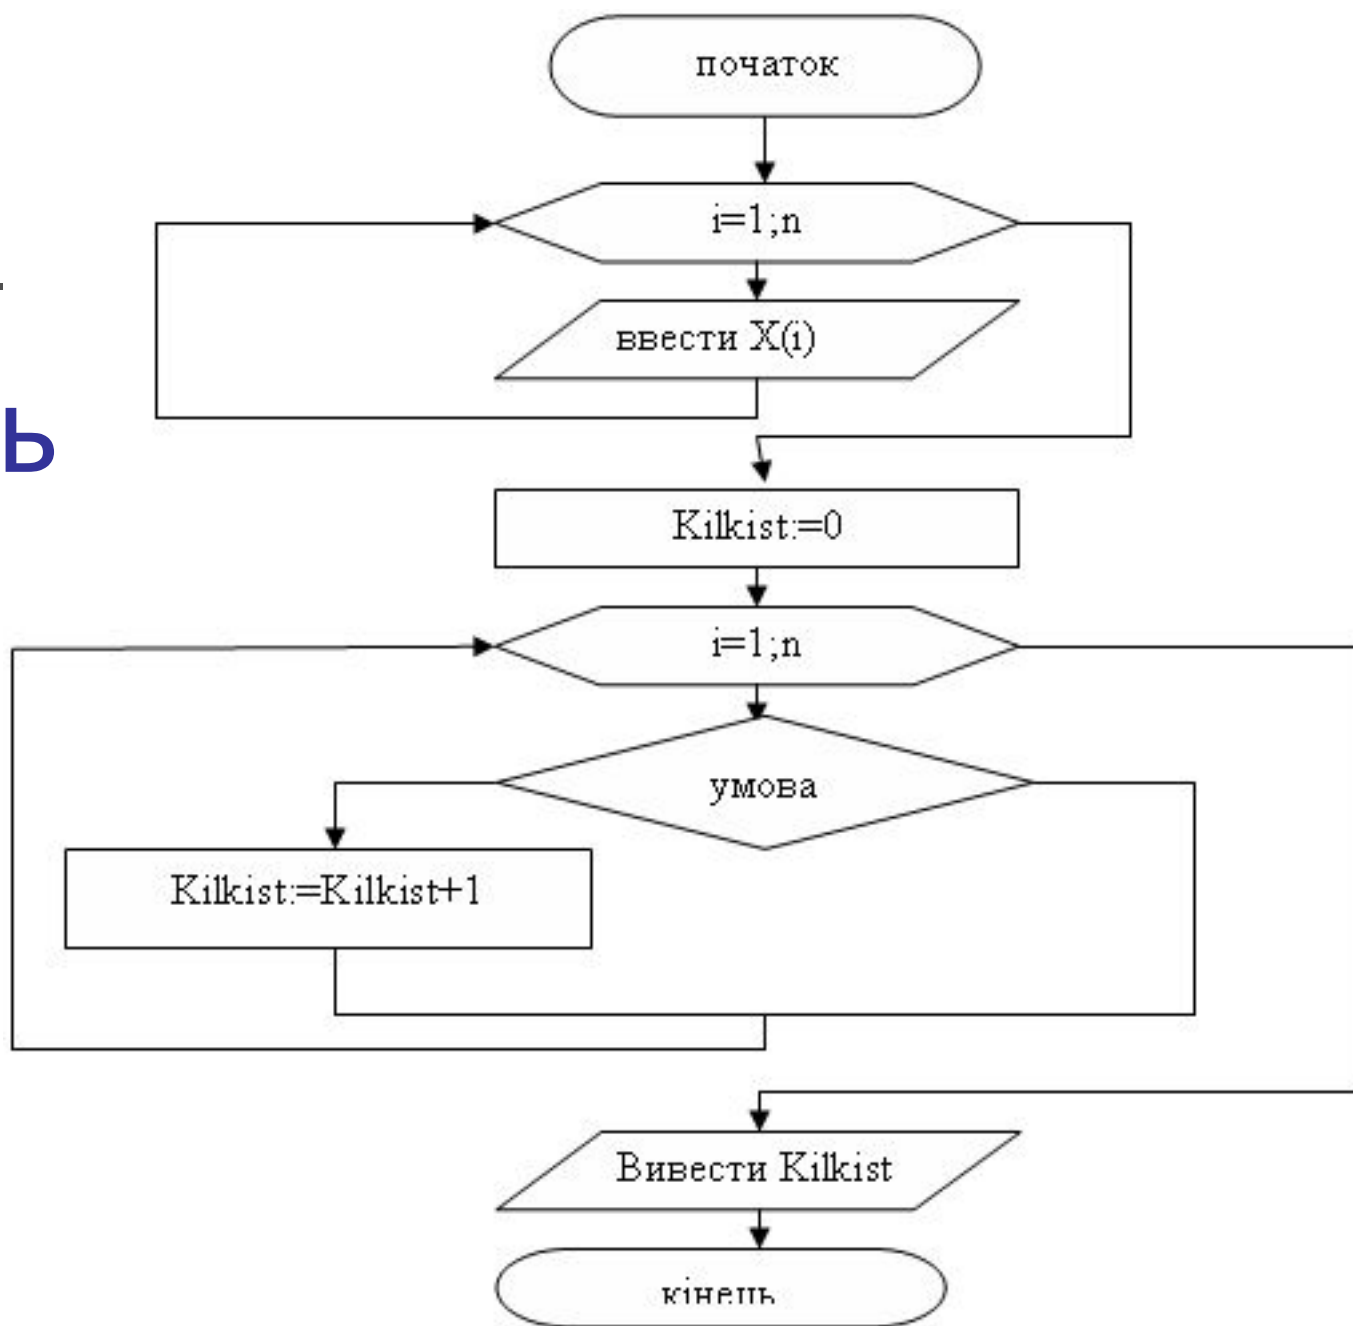 початок
i=1;n
ввести X(i)
ь
Kilkist:=0
i=1;n
умова
Kilkist:=Kilkist+1
Вивести Kilkist
кінець